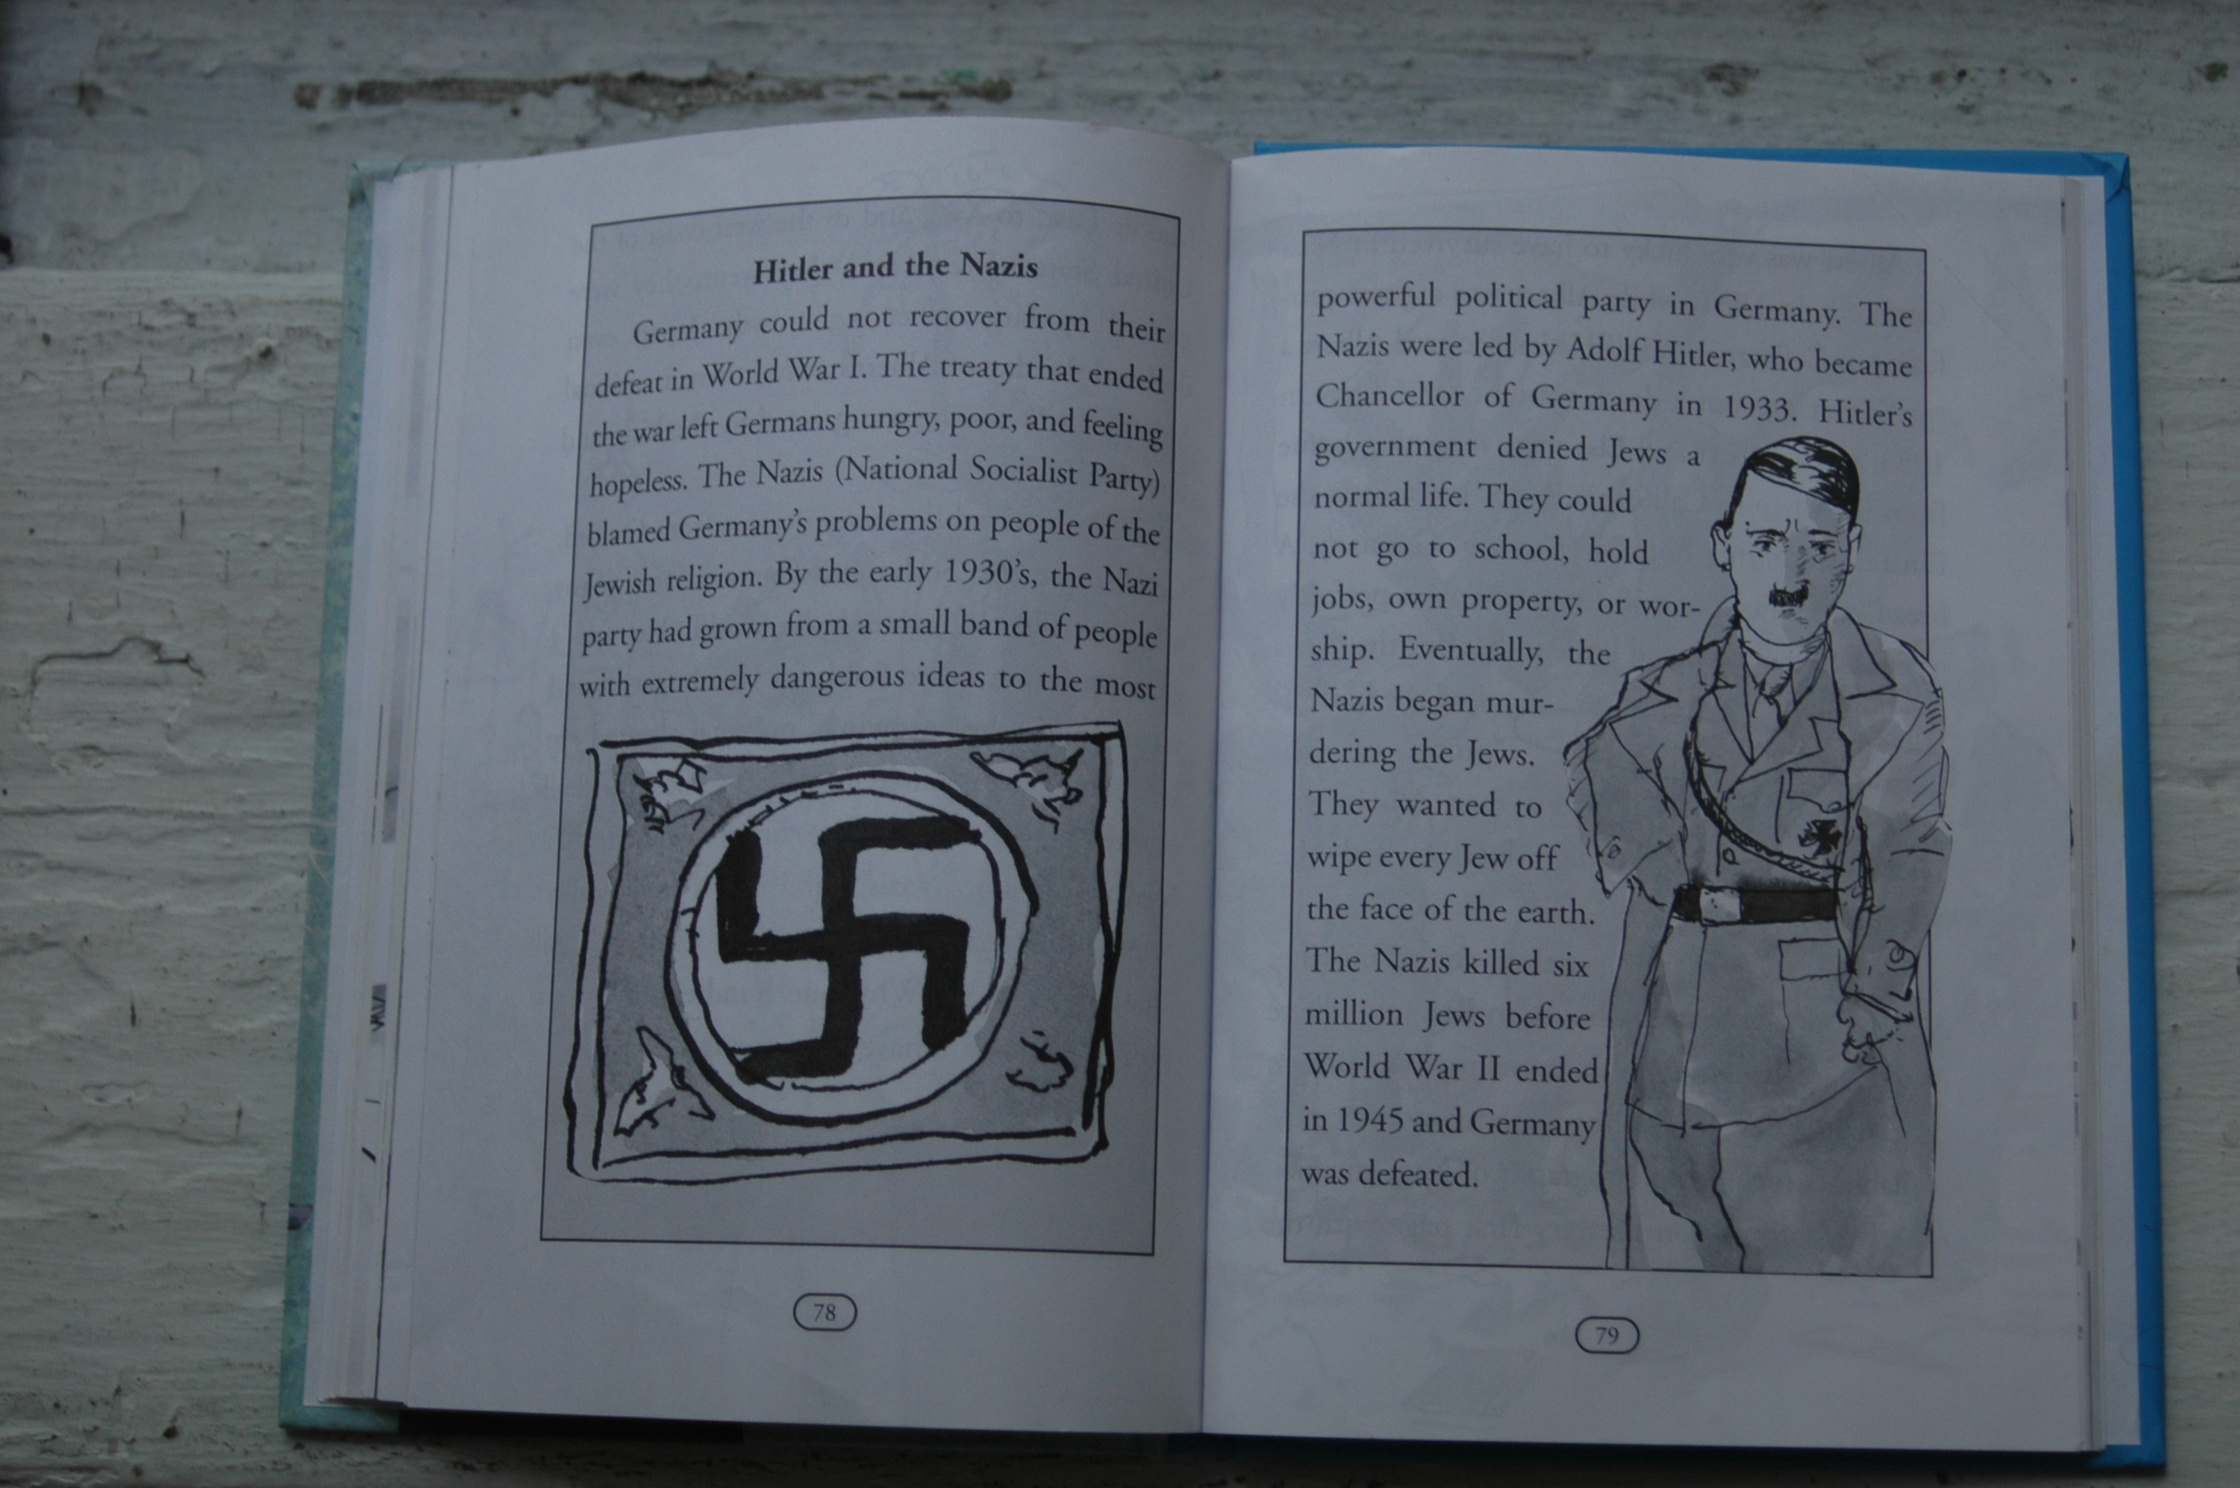 Hitler and the Nazis
Germany could not recover from their
defeat in World War I. The treaty that ended
the war left Germans hungry, poor, and feeling
hopeless. The Nazis (National Socialist Party)
blamed Germany's problems on people of the
Jewish religion. By the early 1930's, the Nazi
party had grown from a small band of people
with extremely dangerous ideas to the most
78
powerful political party in Germany. The
Nazis were led by Adolf Hitler, who became
Chancellor of Germany in 1933. Hitler's
government denied Jews a
normal life. They could
not go to school, hold
jobs, own property, or wor-
ship. Eventually, the
Nazis began mur-
dering the Jews.
They wanted to
wipe every Jew off
the face of the earth.
The Nazis killed six
million Jews before
World War II ended
in 1945 and Germany
was defeated.
79